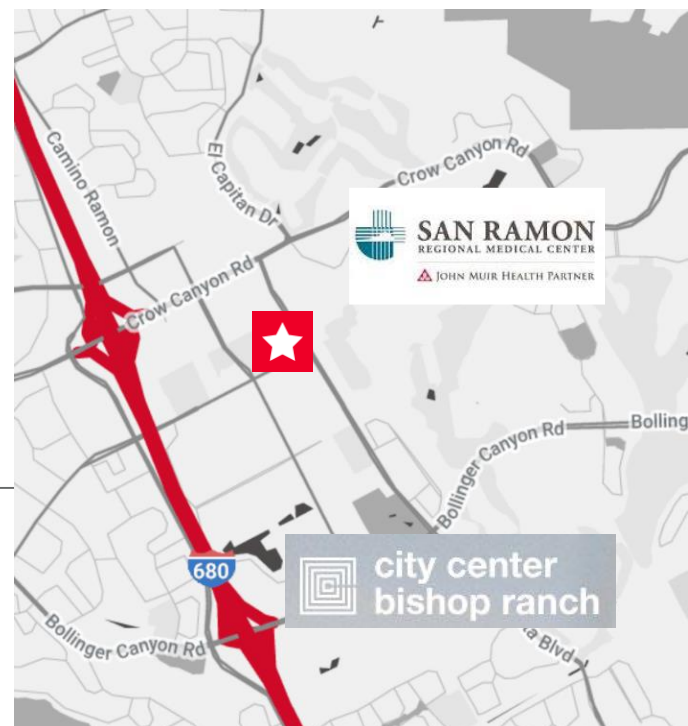 Camino Ramon
El Capitan Dr
Crow Canyon Rd
SAN RAMON
REGIONAL MEDICAL CENTER
JOHN MUIR HEALTH PARTNER
Crow Canyon Rd
Bolling
Bollinger Canyon Rd
680
city center
bishop ranch
Bollinger Canyon Rd
Blvd